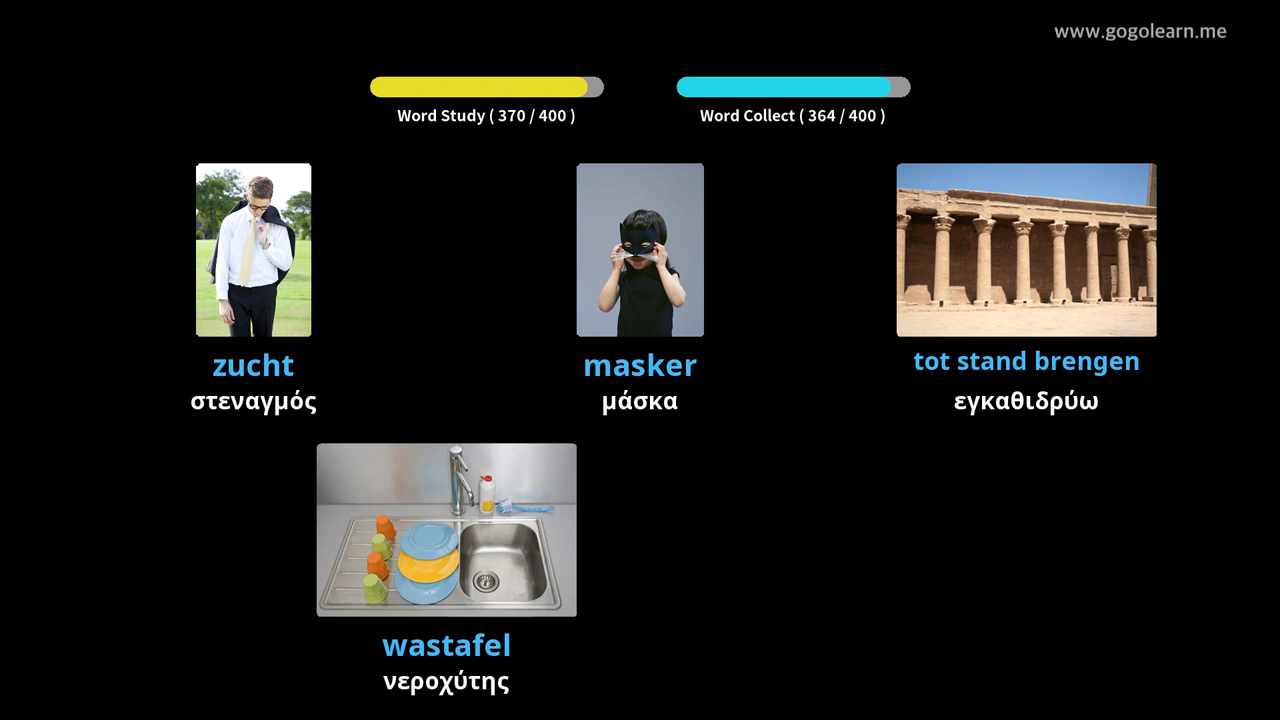 www.gogolearn.me
Word Study ( 370 / 400 )
Word Collect ( 364 / 400 )
zucht
στεναγμός
masker
μάσκα
tot stand brengen
εγκαθιδρύω
wastafel
νεροχύτης